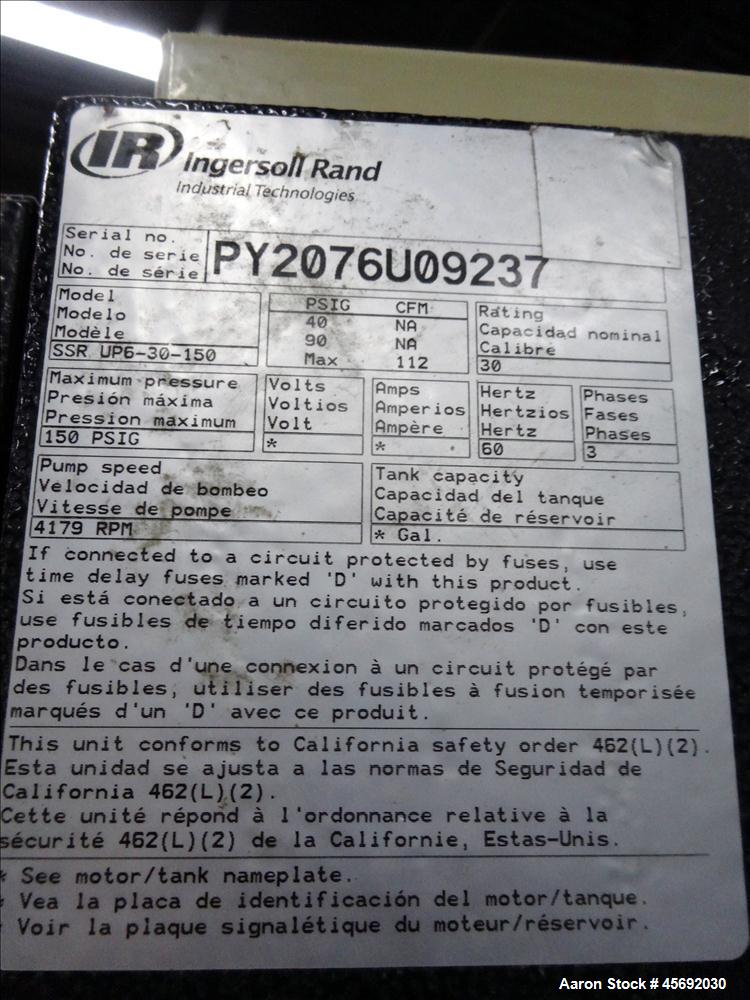 IR Ingersoll Rand
Industrial Technologies
Serial no.
No. de serie
No. de série
PY2076U09237
Model
Modelo
Modèle
SSR UP6-30-150
PSIG CFM
40 NA
90 NA
Max 112
Rating
Capacidad nominal
Calibre
30
Maximum pressure
Presión máxima
Pression maximum
150 PSIG
Volts
Voltios
Volt
*
Amps
Amperios
Ampère
*
Hertz
Hertzios
Hertz
60
Phases
Fases
Phases
3
Pump speed
Velocidad de bombeo
Vitesse de pompe
4179 RPM
Tank capacity
Capacidad del tanque
Capacité de réservoir
* Gal.
If connected to a circuit protected by fuses, use
time delay fuses marked 'D' with this product.
Si está conectado a un circuito protegido por fusibles,
use fusibles de tiempo diferido marcados 'D' con este
producto.
Dans le cas d'une connexion à un circuit protégé par
des fusibles, utiliser des fusibles à fusion temporisée
marqués d'un 'D' avec ce produit.
This unit conforms to California safety order 462(L)(2).
Esta unidad se ajusta a las normas de Seguridad de
California 462(L)(2).
Cette unité répond à l'ordonnance relative à la
sécurité 462(L)(2) de la Californie, Estas-Unis.
* See motor/tank nameplate.
* Vea la placa de identificación del motor/tanque.
* Voir la plaque signalétique du moteur/réservoir.
Aaron Stock # 45692030